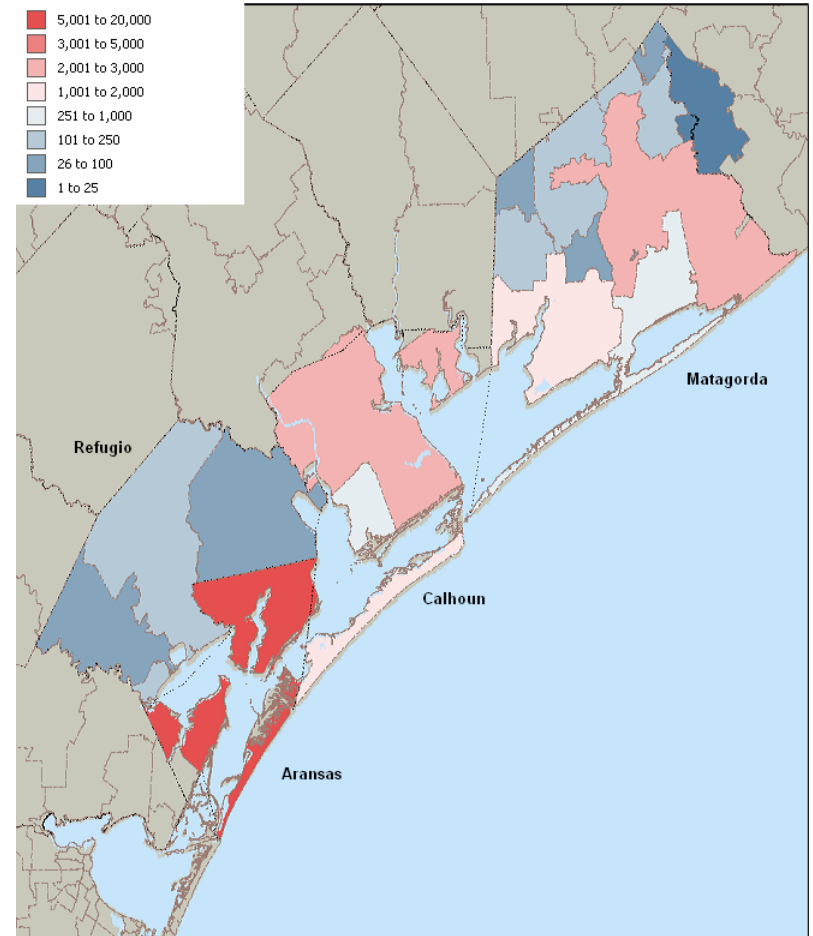 5,001 to 20,000
3,001 to 5,000
2,001 to 3,000
1,001 to 2,000
251 to 1,000
101 to 250
26 to 100
1 to 25
Matagorda
Refugio
Calhoun
Aransas